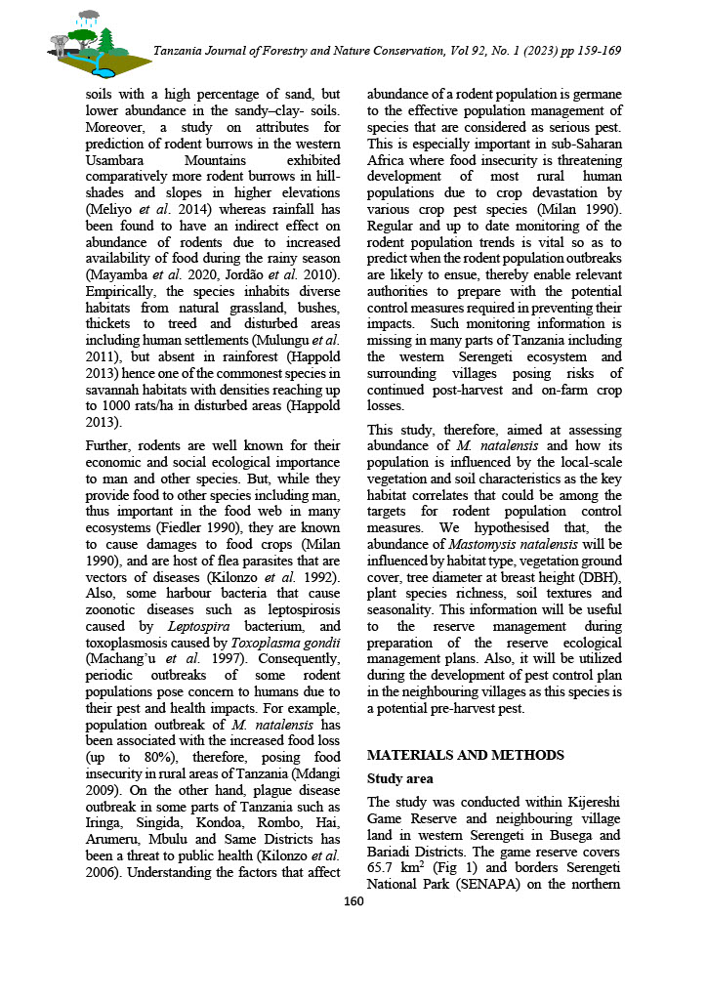 Tanzania Journal of Forestry and Nature Conservation, Vol 92, No. 1 (2023) pp 159-169
soils with a high percentage of sand, but
lower abundance in the sandy–clay- soils.
Moreover, a study on attributes for
prediction of rodent burrows in the western
Usambara Mountains exhibited
comparatively more rodent burrows in hill-
shades and slopes in higher elevations
(Meliyo et al. 2014) whereas rainfall has
been found to have an indirect effect on
abundance of rodents due to increased
availability of food during the rainy season
(Mayamba et al. 2020, Jordão et al. 2010).
Empirically, the species inhabits diverse
habitats from natural grassland, bushes,
thickets to treed and disturbed areas
including human settlements (Mulungu et al.
2011), but absent in rainforest (Happold
2013) hence one of the commonest species in
savannah habitats with densities reaching up
to 1000 rats/ha in disturbed areas (Happold
2013).
Further, rodents are well known for their
economic and social ecological importance
to man and other species. But, while they
provide food to other species including man,
thus important in the food web in many
ecosystems (Fiedler 1990), they are known
to cause damages to food crops (Milan
1990), and are host of flea parasites that are
vectors of diseases (Kilonzo et al. 1992).
Also, some harbour bacteria that cause
zoonotic diseases such as leptospirosis
caused by Leptospira bacterium, and
toxoplasmosis caused by Toxoplasma gondii
(Machang`u et al. 1997). Consequently,
periodic outbreaks of some rodent
populations pose concern to humans due to
their pest and health impacts. For example,
population outbreak of M. natalensis has
been associated with the increased food loss
(up to 80%), therefore, posing food
insecurity in rural areas of Tanzania (Mdangi
2009). On the other hand, plague disease
outbreak in some parts of Tanzania such as
Iringa, Singida, Kondoa, Rombo, Hai,
Arumeru, Mbulu and Same Districts has
been a threat to public health (Kilonzo et al.
2006). Understanding the factors that affect
abundance of a rodent population is germane
to the effective population management of
species that are considered as serious pest.
This is especially important in sub-Saharan
Africa where food insecurity is threatening
development of most rural human
populations due to crop devastation by
various crop pest species (Milan 1990).
Regular and up to date monitoring of the
rodent population trends is vital so as to
predict when the rodent population outbreaks
are likely to ensue, thereby enable relevant
authorities to prepare with the potential
control measures required in preventing their
impacts. Such monitoring information is
missing in many parts of Tanzania including
the western Serengeti ecosystem and
surrounding villages posing risks of
continued post-harvest and on-farm crop
losses.
This study, therefore, aimed at assessing
abundance of M. natalensis and how its
population is influenced by the local-scale
vegetation and soil characteristics as the key
habitat correlates that could be among the
targets for rodent population control
measures. We hypothesised that, the
abundance of Mastomysis natalensis will be
influenced by habitat type, vegetation ground
cover, tree diameter at breast height (DBH),
plant species richness, soil textures and
seasonality. This information will be useful
to the reserve management during
preparation of the reserve ecological
management plans. Also, it will be utilized
during the development of pest control plan
in the neighbouring villages as this species is
a potential pre-harvest pest.
MATERIALS AND METHODS
Study area
The study was conducted within Kijereshi
Game Reserve and neighbouring village
land in western Serengeti in Busega and
Bariadi Districts. The game reserve covers
65.7 km² (Fig 1) and borders Serengeti
National Park (SENAPA) on the northern
160